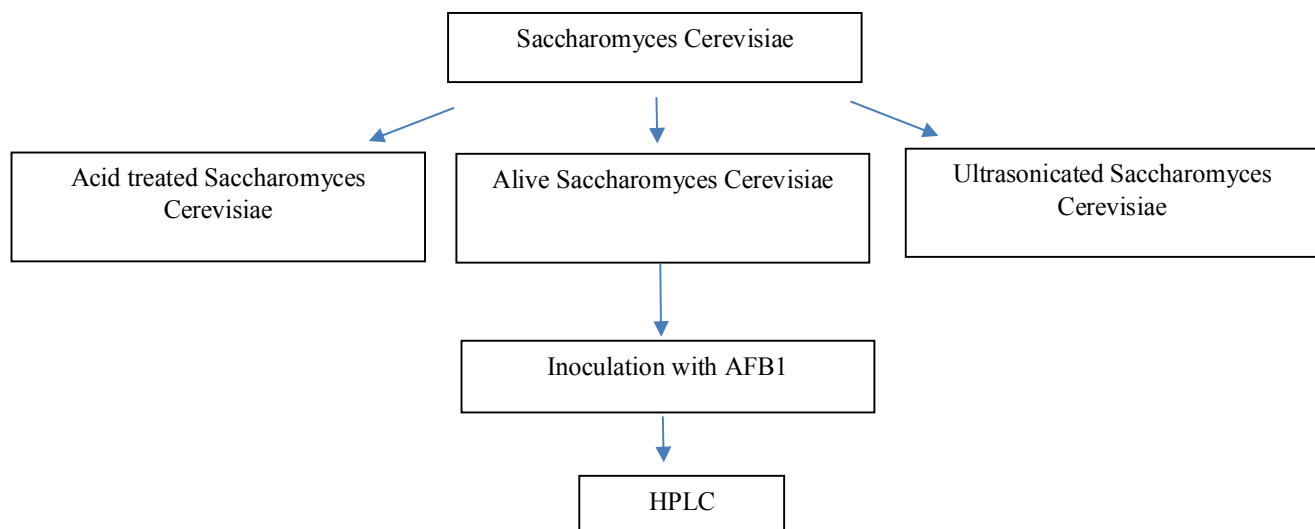 Saccharomyces Cerevisiae
Acid treated Saccharomyces
Cerevisiae
Alive Saccharomyces Cerevisiae
Ultrasonicated Saccharomyces
Cerevisiae
Inoculation with AFB1
HPLC